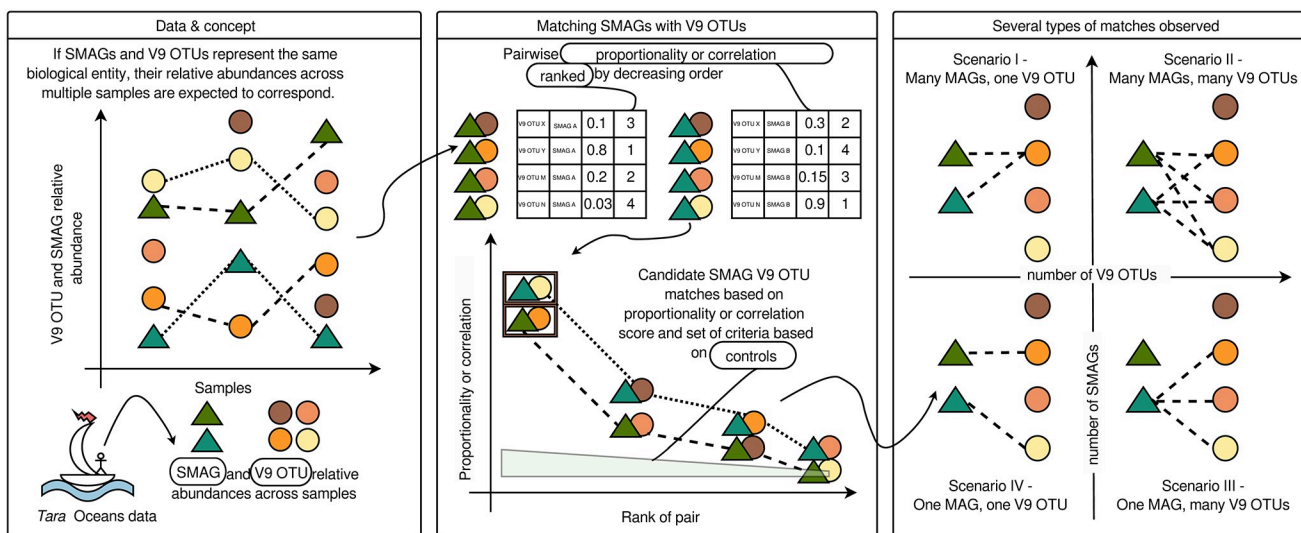 Data & concept
If SMAGs and V9 OTUs represent the same
biological entity, their relative abundances across
multiple samples are expected to correspond.
V9 OTU and SMAG relative
abundance
Samples
SMAG and V9 OTU relative
abundances across samples
Tara Oceans data
Matching SMAGs with V9 OTUs
Pairwise proportionality or correlation
ranked by decreasing order
V9 OTU X SMAG A 0.1 3
V9 OTU Y SMAG A 0.8 1
V9 OTU M SMAG A 0.2 2
V9 OTU N SMAG A 0.03 4
V9 OTU X SMAG B 0.3 2
V9 OTU Y SMAG B 0.1 4
V9 OTU M SMAG B 0.15 3
V9 OTU N SMAG B 0.9 1
Candidate SMAG V9 OTU
matches based on
proportionality or correlation
score and set of criteria based
on controls
Proportionality or correlation
Rank of pair
Several types of matches observed
Scenario I -
Many MAGs, one V9 OTU
Scenario II -
Many MAGs, many V9 OTUs
number of V9 OTUs
number of SMAGs
Scenario IV -
One MAG, one V9 OTU
Scenario III -
One MAG, many V9 OTUs